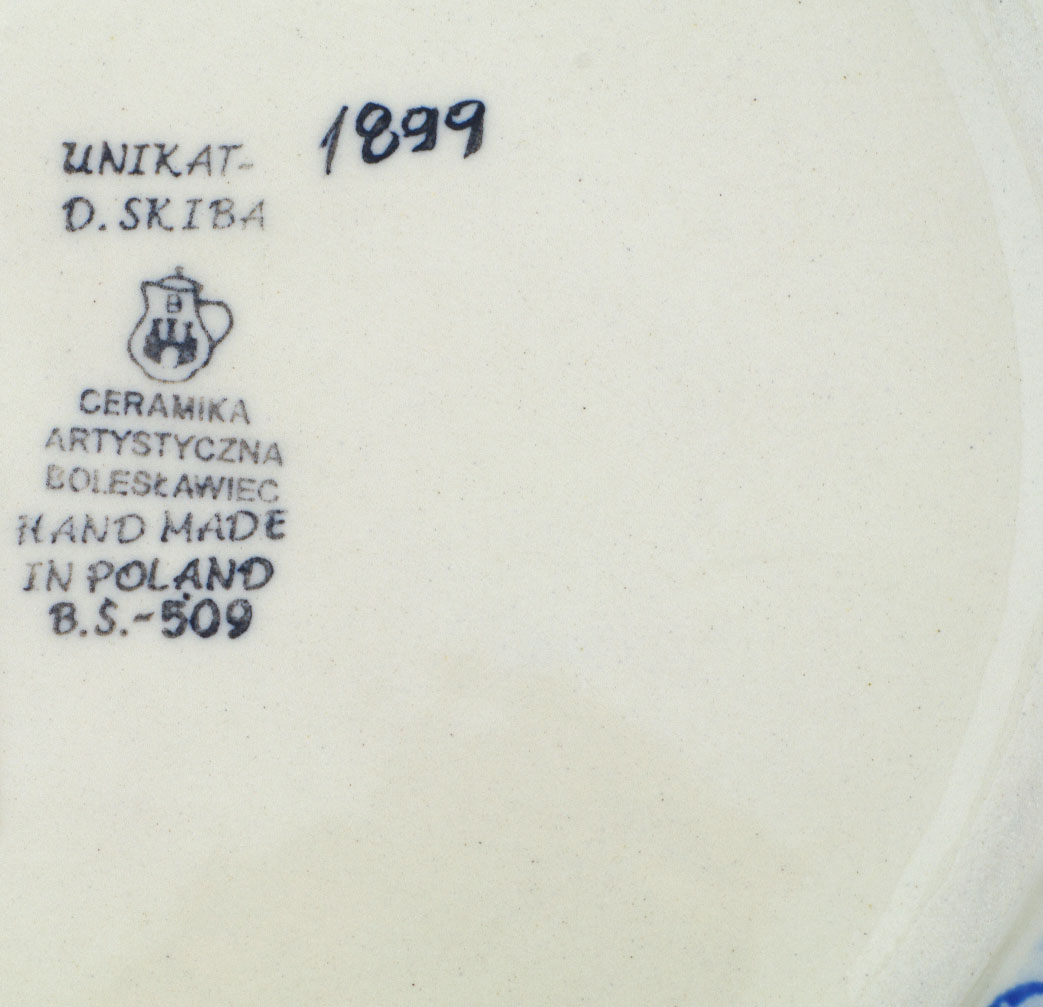 UNIKAT-
D. SKIBA
1899
B
CERAMIKA
ARTYSTYCZNA
BOLESŁAWIEC
HAND MADE
IN POLAND
B.Ś.-509